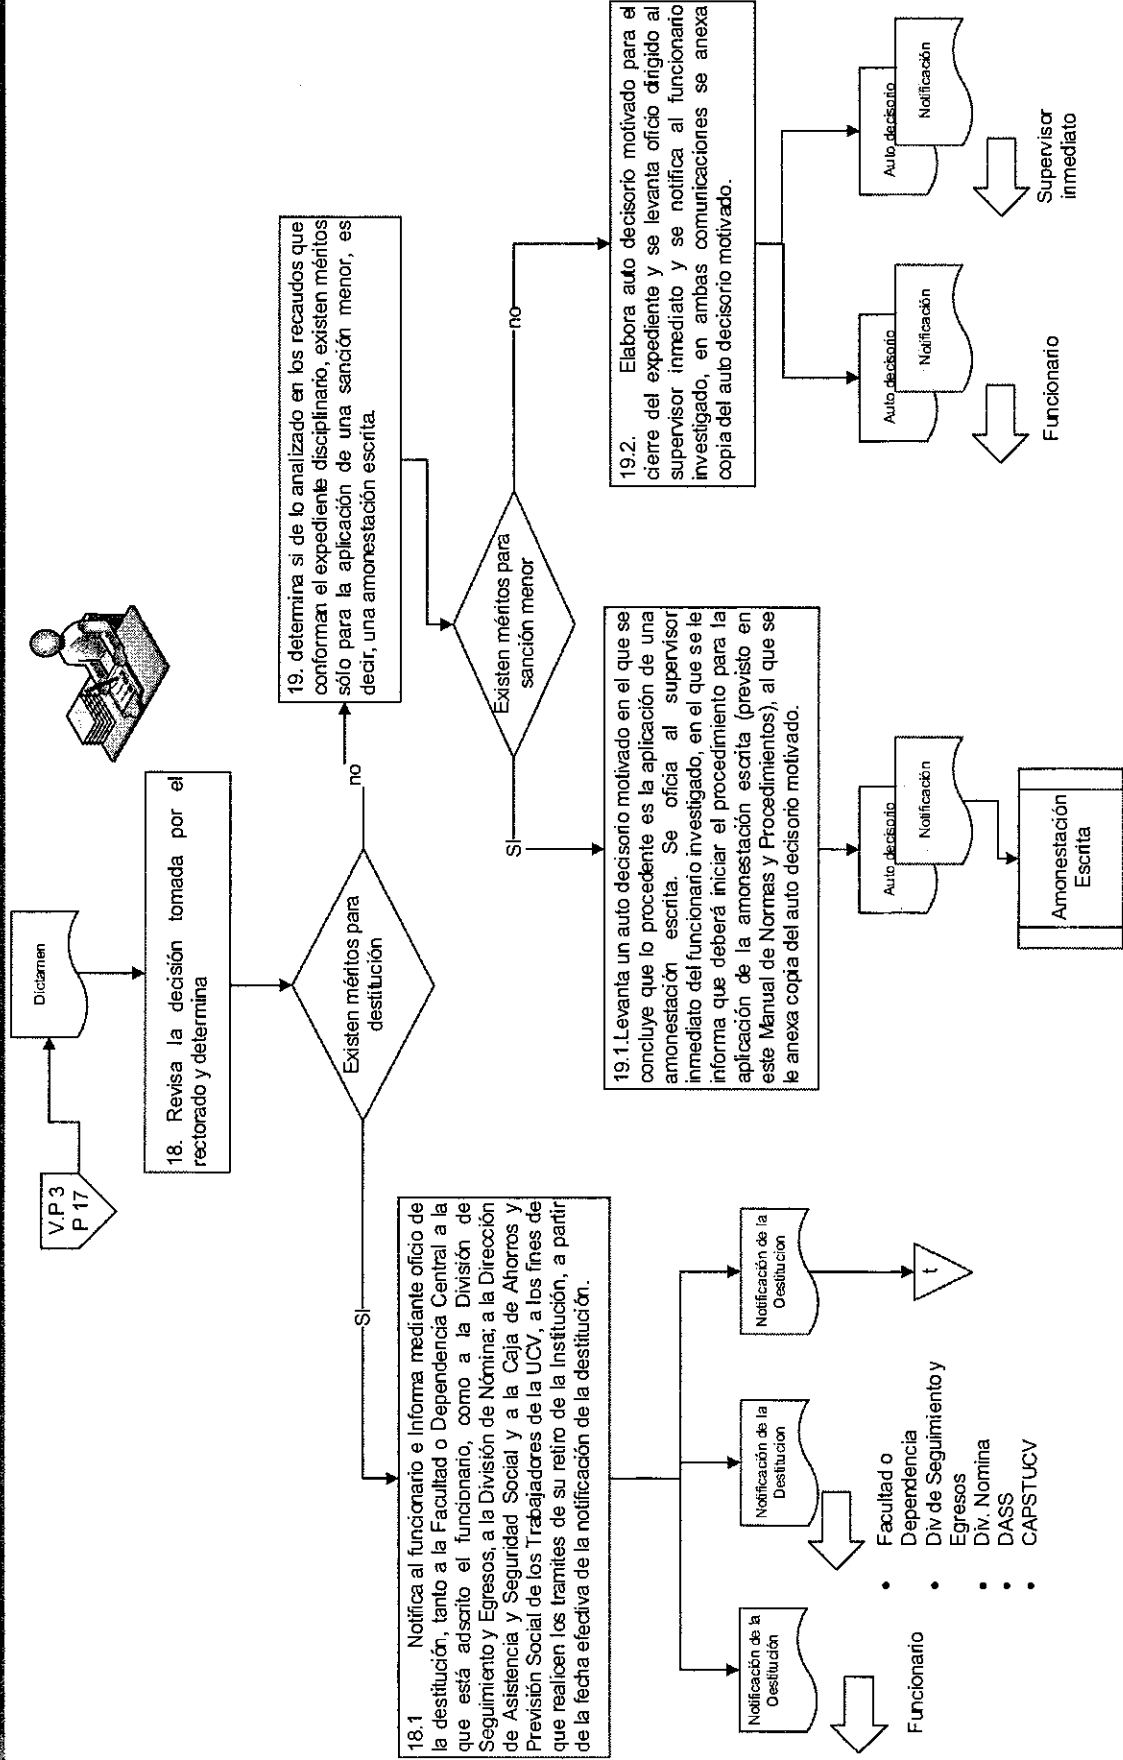 V.P 3
P 17
Dictamen
18. Revisa la decisión tomada por el
rectorado y determina
Existen méritos para
destitución
SI
no
18.1 Notifica al funcionario e Informa mediante oficio de
la destitución, tanto a la Facultad o Dependencia Central a la
que está adscrito el funcionario, como a la División de
Seguimiento y Egresos, a la División de Nómina; a la Dirección
de Asistencia y Seguridad Social y a la Caja de Ahorros y
Previsión Social de los Trabajadores de la UCV, a los fines de
que realicen los tramites de su retiro de la Institución, a partir
de la fecha efectiva de la notificación de la destitución.
Notificación de la
Destitución
Funcionario
Notificación de la
Destitución
• Facultad o
Dependencia
• Div de Seguimiento y
Egresos
• Div. Nomina
• DASS
• CAPSTUCV
Notificación de la
Destitucion
t
19. determina si de lo analizado en los recaudos que
conforman el expediente disciplinario, existen méritos
sólo para la aplicación de una sanción menor, es
decir, una amonestación escrita.
Existen méritos para
sanción menor
SI
no
19.1.Levanta un auto decisorio motivado en el que se
concluye que lo procedente es la aplicación de una
amonestación escrita. Se oficia al supervisor
inmediato del funcionario investigado, en el que se le
informa que deberá iniciar el procedimiento para la
aplicación de la amonestación escrita (previsto en
este Manual de Normas y Procedimientos), al que se
le anexa copia del auto decisorio motivado.
Auto decisorio
Notificación
Amonestación
Escrita
19.2. Elabora auto decisorio motivado para el
cierre del expediente y se levanta oficio dirigido al
supervisor inmediato y se notifica al funcionario
investigado, en ambas comunicaciones se anexa
copia del auto decisorio motivado.
Auto decisorio
Notificación
Funcionario
Auto decisorio
Notificación
Supervisor
inmediato